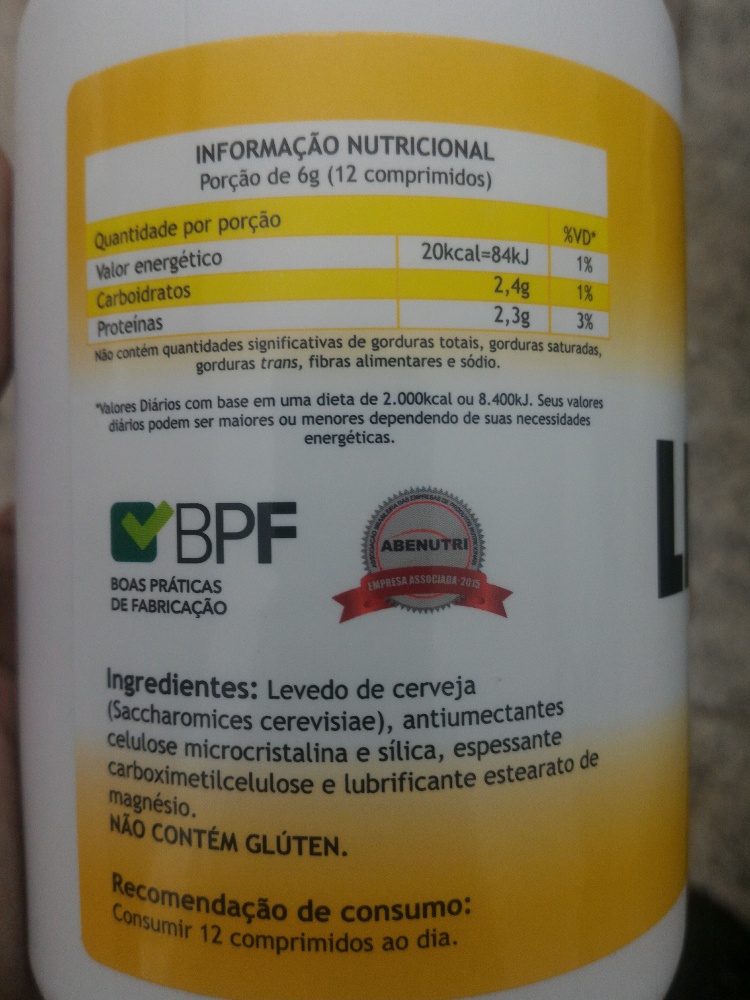 INFORMAÇÃO NUTRICIONAL
Porção de 6g (12 comprimidos)
Quantidade por porção %VD*
Valor energético 20kcal=84kJ 1%
Carboidratos 2,4g 1%
Proteínas 2,3g 3%
Não contém quantidades significativas de gorduras totais, gorduras saturadas,
gorduras trans, fibras alimentares e sódio.
*Valores Diários com base em uma dieta de 2.000kcal ou 8.400kJ. Seus valores
diários podem ser maiores ou menores dependendo de suas necessidades
energéticas.
BPF
BOAS PRÁTICAS
DE FABRICAÇÃO
ABENUTRI
EMPRESA ASSOCIADA-2015
Ingredientes: Levedo de cerveja
(Saccharomices cerevisiae), antiumectantes
celulose microcristalina e sílica, espessante
carboximetilcelulose e lubrificante estearato de
magnésio.
NÃO CONTÉM GLÚTEN.
Recomendação de consumo:
Consumir 12 comprimidos ao dia.